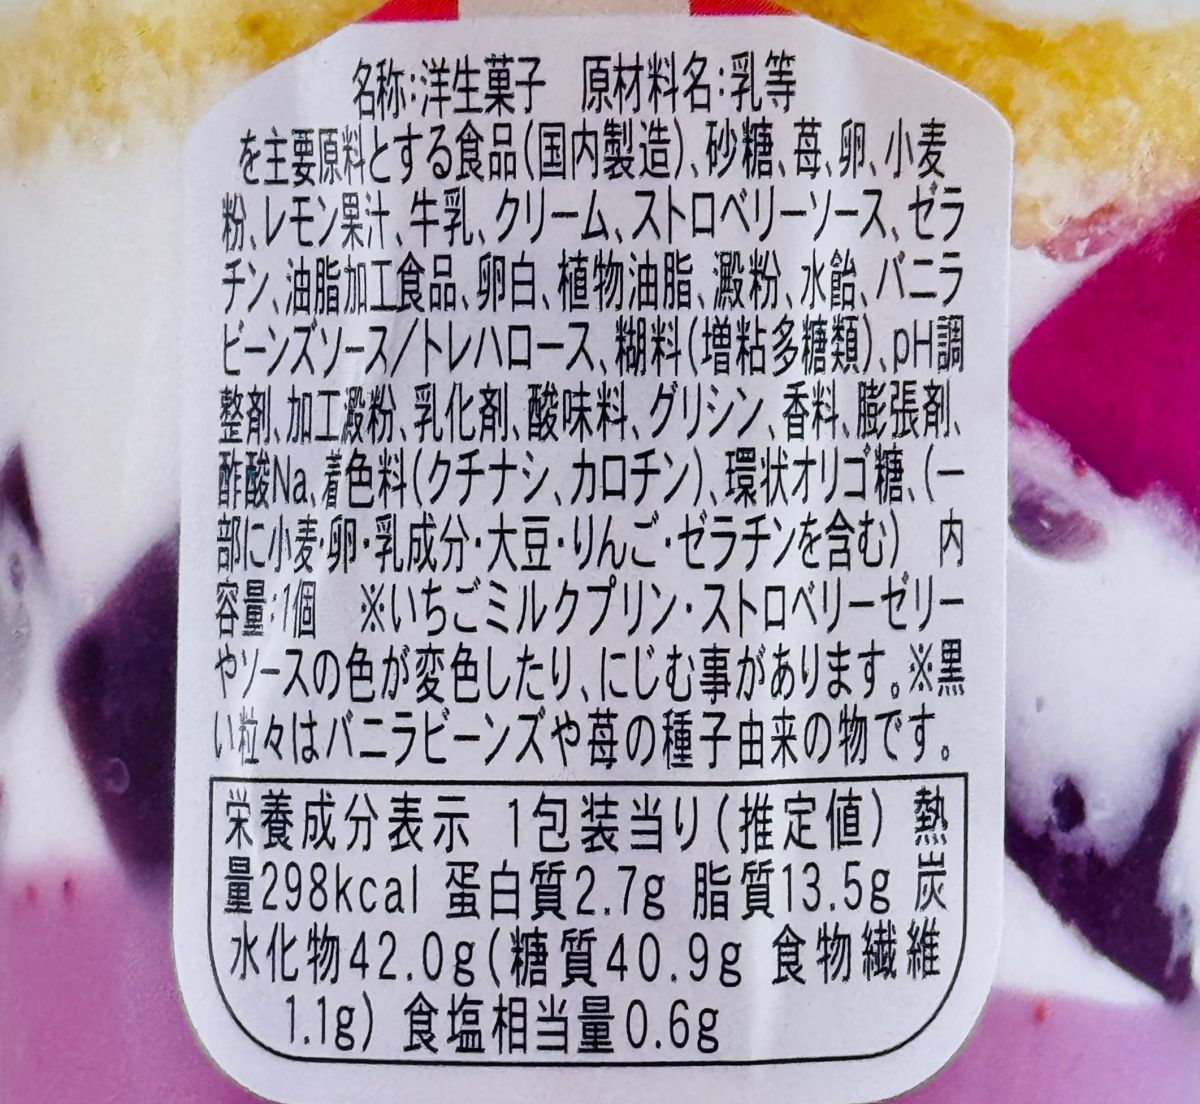 名称:洋生菓子　原材料名:乳等
を主要原料とする食品(国内製造)、砂糖、苺、卵、小麦
粉、レモン果汁、牛乳、クリーム、ストロベリーソース、ゼラ
チン、油脂加工食品、卵白、植物油脂、澱粉、水飴、バニラ
ビーンズソース/トレハロース、糊料(増粘多糖類)、pH調
整剤、加工澱粉、乳化剤、酸味料、グリシン、香料、膨張剤、
酢酸Na、着色料(クチナシ、カロチン)、環状オリゴ糖、(一
部に小麦・卵・乳成分・大豆・りんご・ゼラチンを含む)　内
容量:1個　※いちごミルクプリン・ストロベリーゼリー
やソースの色が変色したり、にじむ事があります。※黒
い粒々はバニラビーンズや苺の種子由来の物です。
栄養成分表示 1包装当り(推定値) 熱
量298kcal 蛋白質2.7g 脂質13.5g 炭
水化物42.0g(糖質40.9g 食物繊維
1.1g) 食塩相当量0.6g